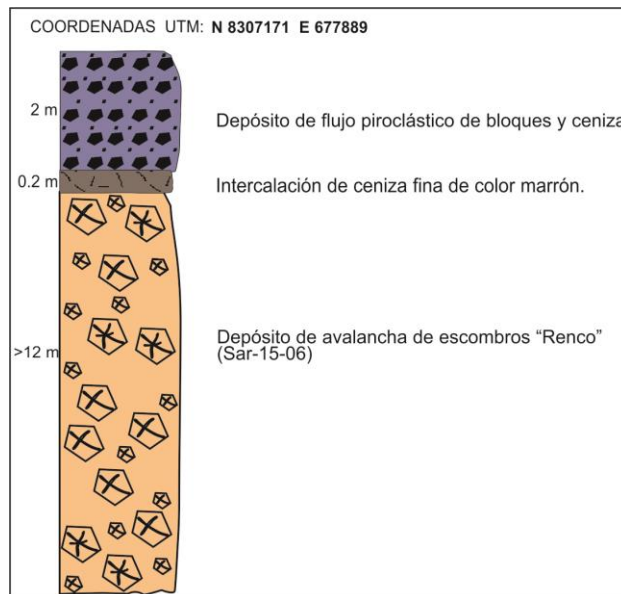 COORDENADAS UTM: N 8307171 E 677889
2 m
Depósito de flujo piroclástico de bloques y ceniza
0.2 m
Intercalación de ceniza fina de color marrón.
>12 m
Depósito de avalancha de escombros “Renco”
(Sar-15-06)